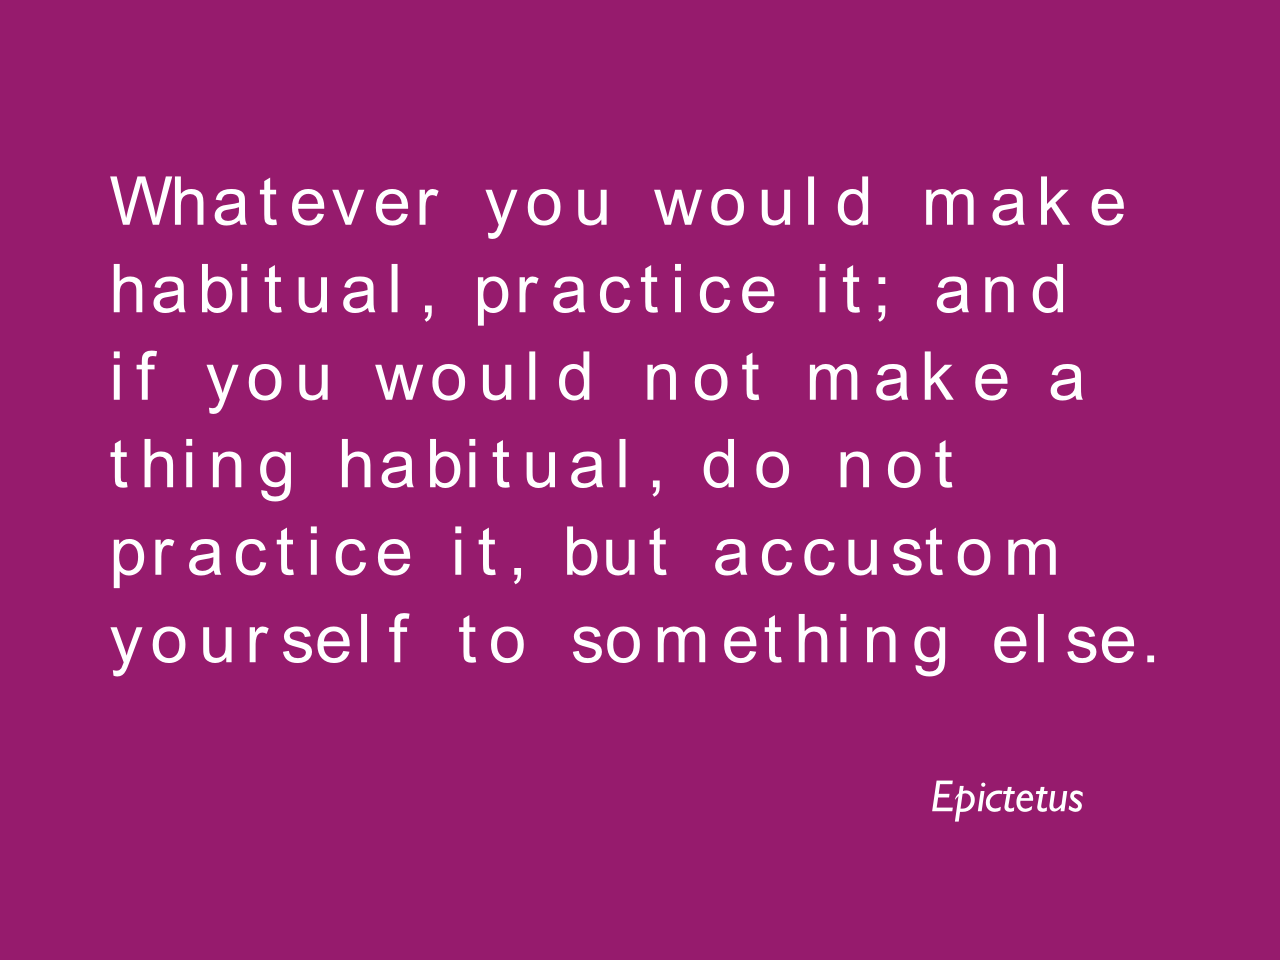 Whatever you would make
habitual, practice it; and
if you would not make a
thing habitual, do not
practice it, but accustom
yourself to something else.
Epictetus